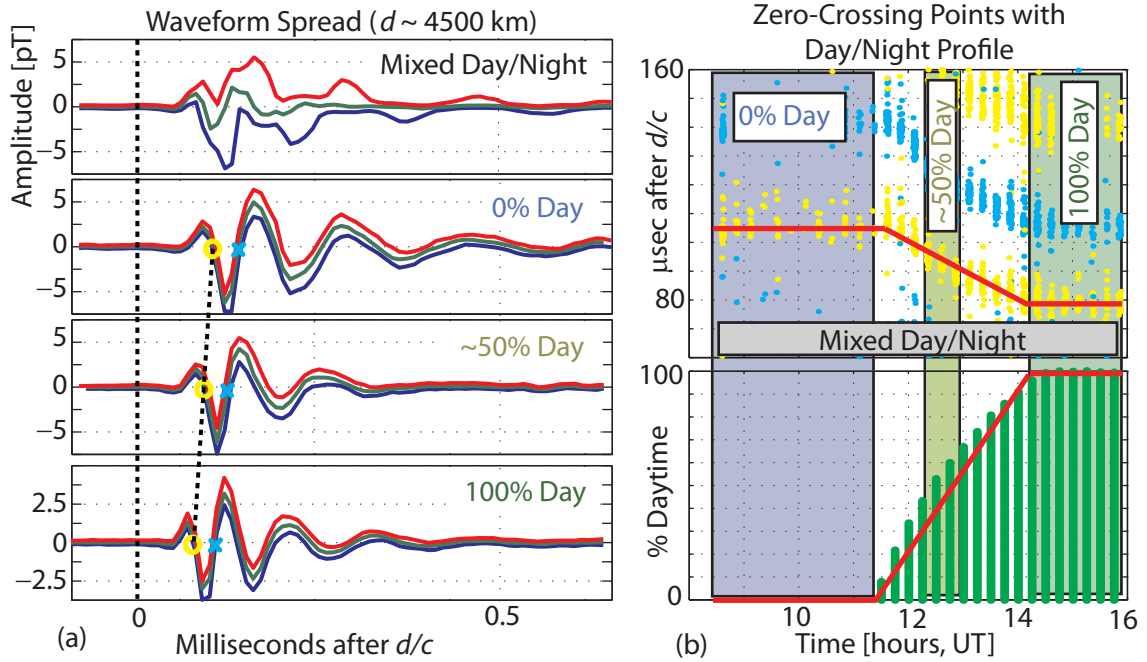 Waveform Spread (d ~ 4500 km)
Amplitude [pT]
5
0
−5
Mixed Day/Night
5
0
−5
0% Day
5
0
−5
~50% Day
2.5
0
−2.5
100% Day
0
0.5
(a)
Milliseconds after d/c
Zero-Crossing Points with
Day/Night Profile
160
80
μsec after d/c
0% Day
~50% Day
100% Day
Mixed Day/Night
100
0
% Daytime
10
12
14
16
(b)
Time [hours, UT]